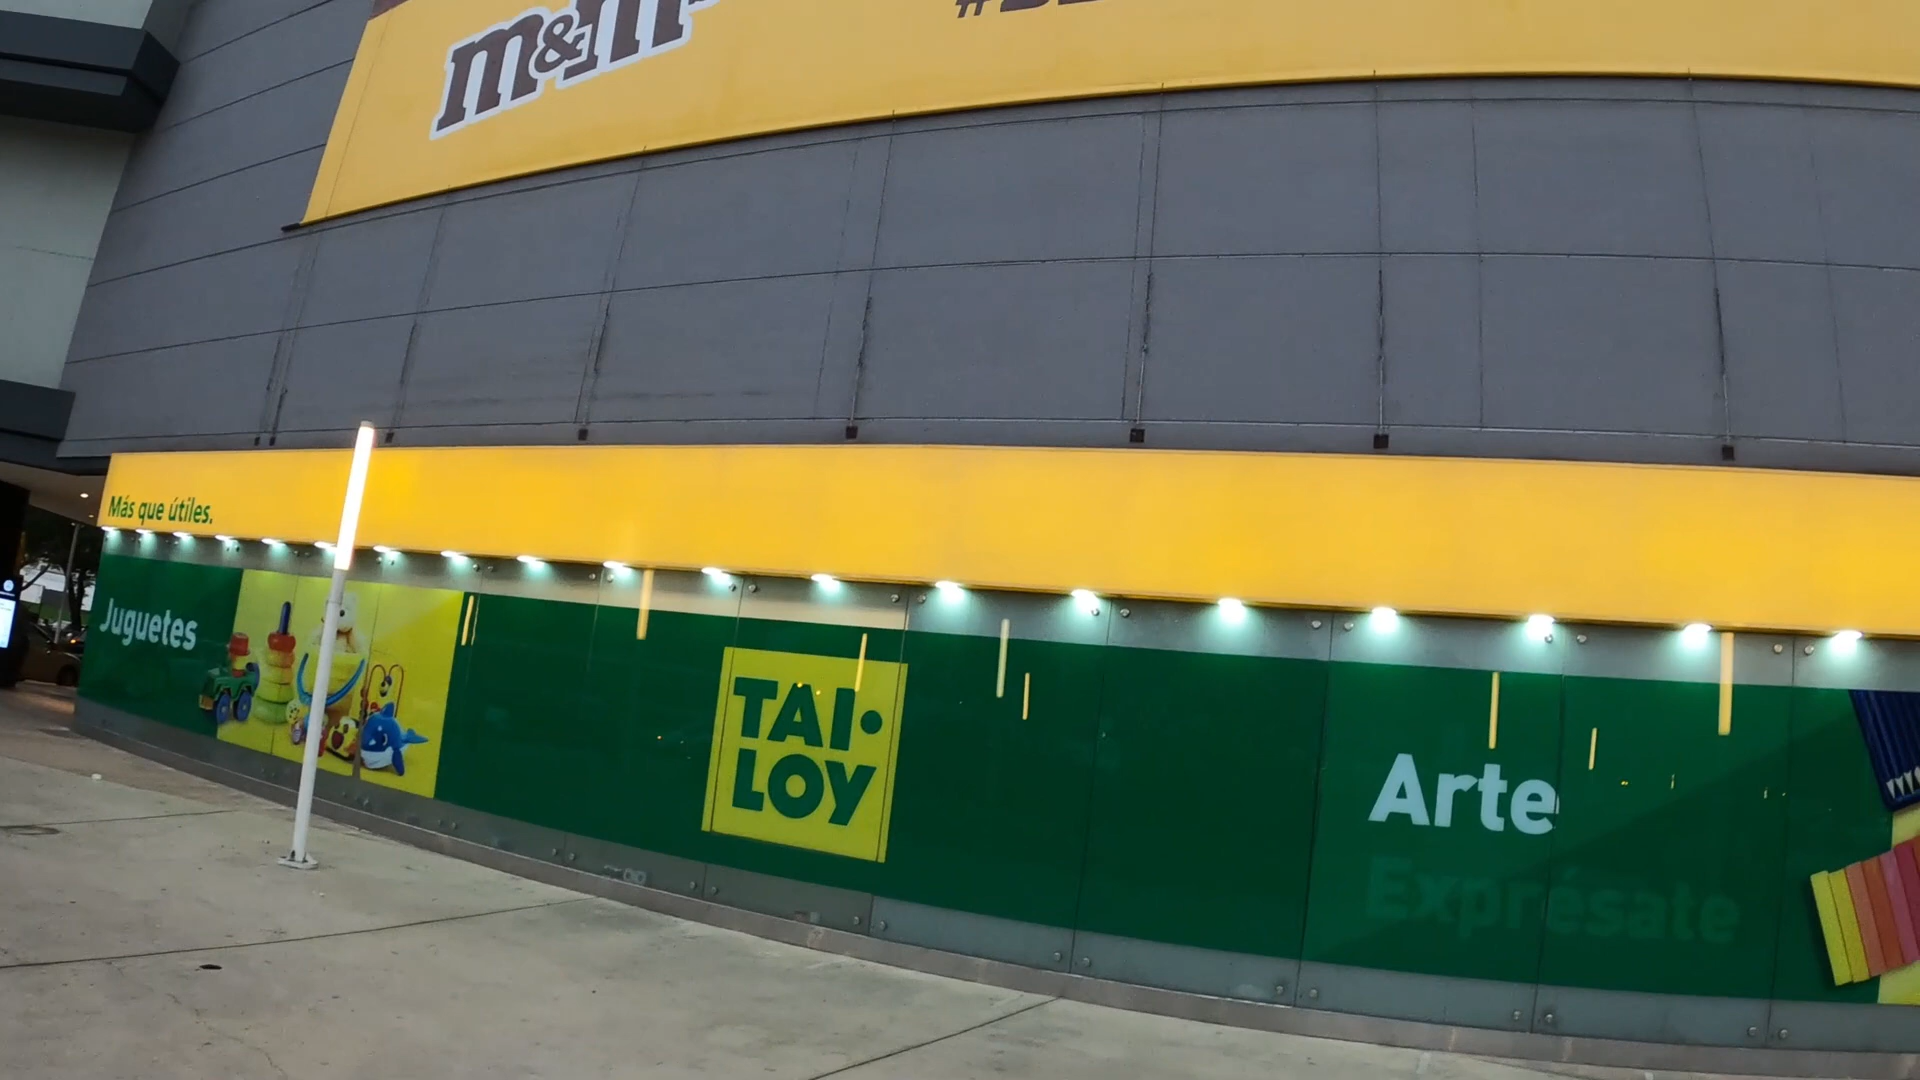 m&m
Más que útiles.
Juguetes
TAI•
LOY
Arte
Exprésate